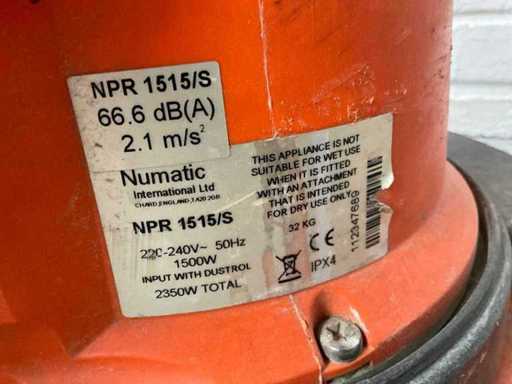 NPR 1515/S
66.6 dB(A)
2.1 m/s²
Numatic
International Ltd
CHARD, ENGLAND, TA20 2GB
NPR 1515/S
220-240V~ 50Hz
1500W
INPUT WITH DUSTROL
2350W TOTAL
THIS APPLIANCE IS NOT
SUITABLE FOR WET USE
WHEN IT IS FITTED
WITH AN ATTACHMENT
THAT IS INTENDED
FOR DRY USE ONLY
32 KG
CE
IPX4
112347689